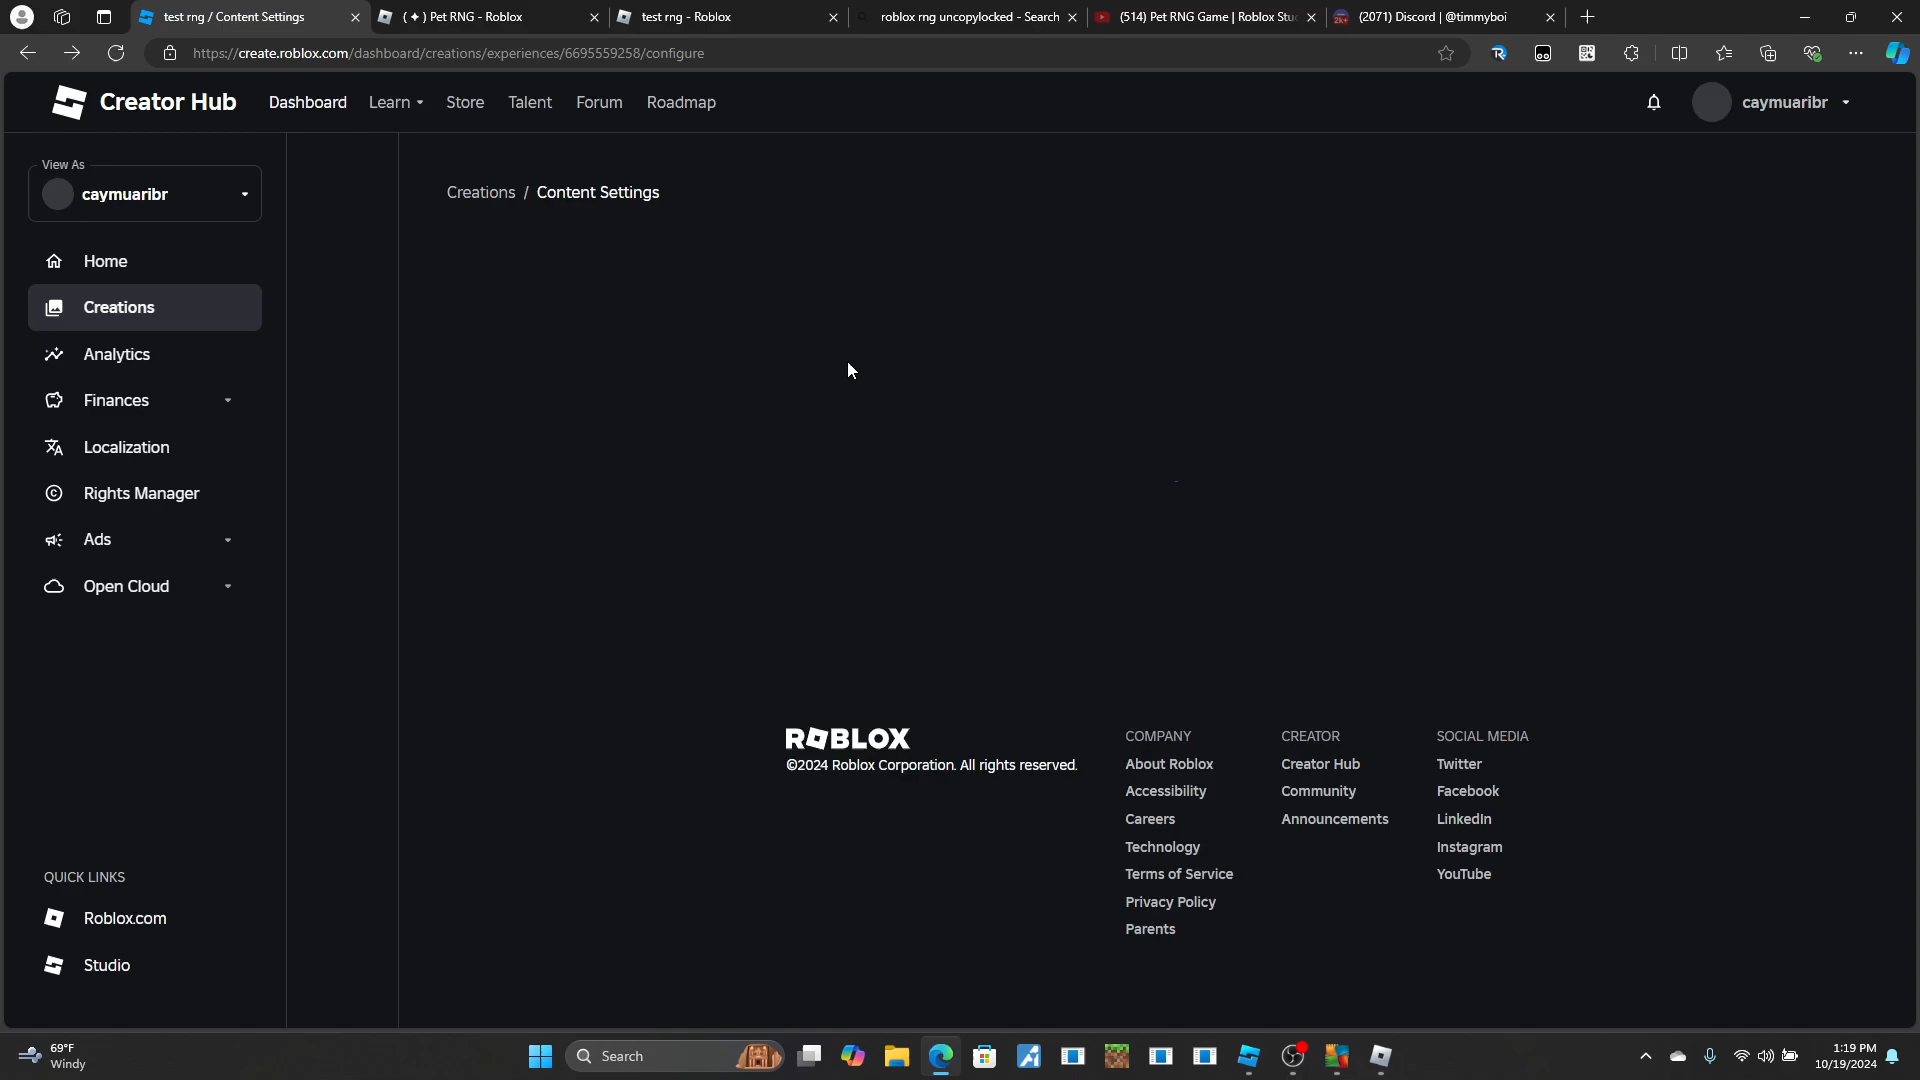 test rng / Content Settings
( ✦ ) Pet RNG - Roblox
test rng - Roblox
roblox rng uncopylocked - Search
(514) Pet RNG Game | Roblox Stu
(2071) Discord | @timmyboi
https://create.roblox.com/dashboard/creations/experiences/6695559258/configure
Creator Hub
Dashboard
Learn
Store
Talent
Forum
Roadmap
caymuaribr
View As
caymuaribr
Creations / Content Settings
Home
Creations
Analytics
Finances
Localization
Rights Manager
Ads
Open Cloud
ROBLOX
©2024 Roblox Corporation. All rights reserved.
COMPANY
About Roblox
Accessibility
Careers
Technology
Terms of Service
Privacy Policy
Parents
CREATOR
Creator Hub
Community
Announcements
SOCIAL MEDIA
Twitter
Facebook
LinkedIn
Instagram
YouTube
QUICK LINKS
Roblox.com
Studio
69°F
Windy
Search
1:19 PM
10/19/2024